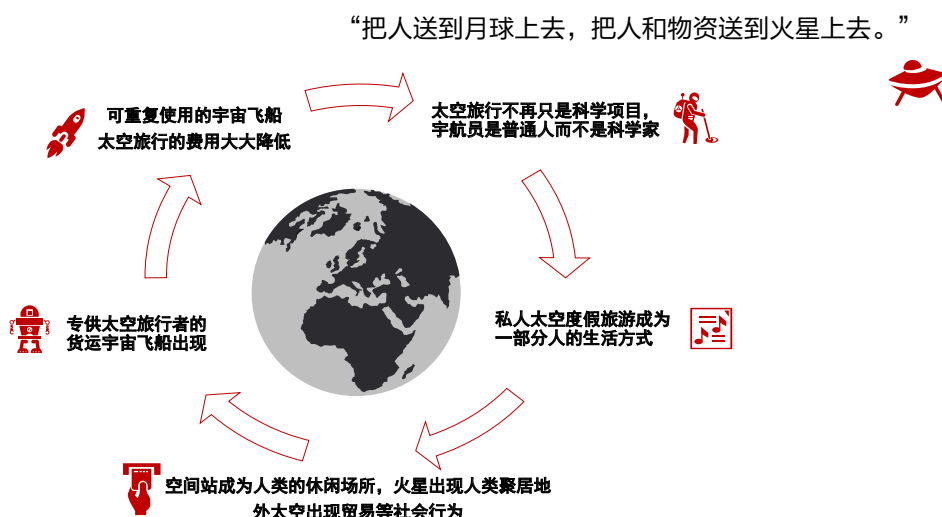 “把人送到月球上去，把人和物资送到火星上去。”
可重复使用的宇宙飞船
太空旅行的费用大大降低
太空旅行不再只是科学项目，
宇航员是普通人而不是科学家
私人太空度假旅游成为
一部分人的生活方式
空间站成为人类的休闲场所，火星出现人类聚居地
外太空出现贸易等社会行为
专供太空旅行者的
货运宇宙飞船出现